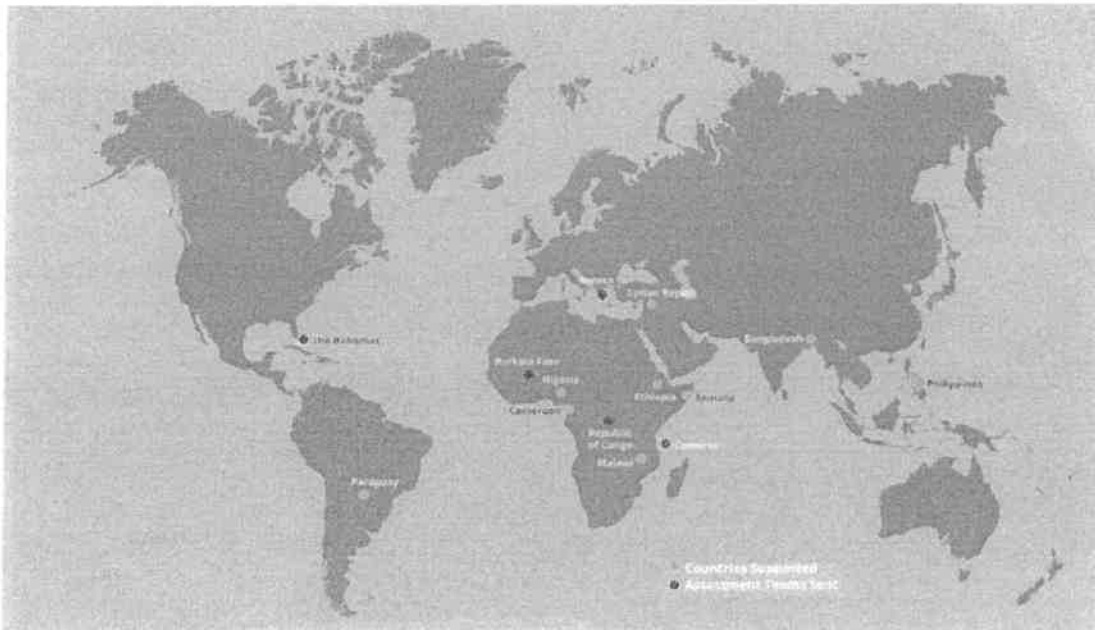 The Bahamas
Burkina Faso
Nigeria
Cameroon
Ethiopia
Somalia
Republic
of Congo
Comoros
Malawi
Paraguay
Bangladesh
Philippines
Countries Supported
Assessment Teams Sent